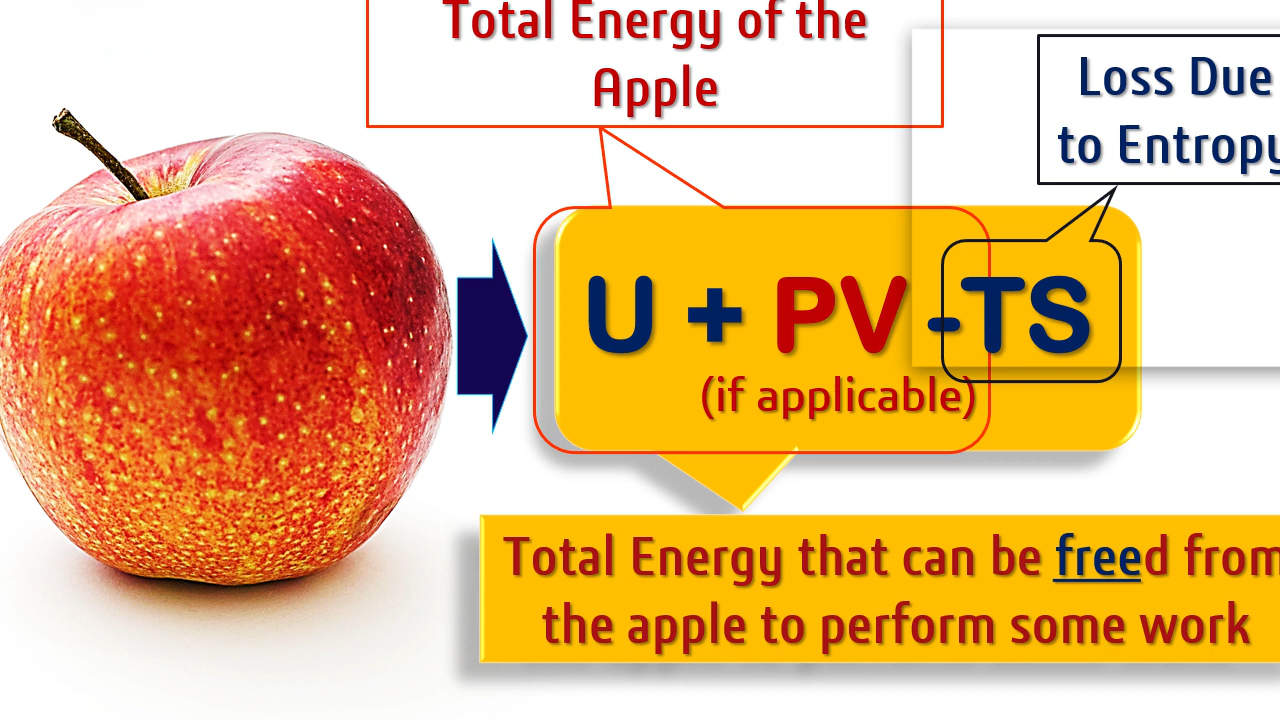 Total Energy of the
Apple
Loss Due
to Entropy
U + PV -TS
(if applicable)
Total Energy that can be freed from
the apple to perform some work